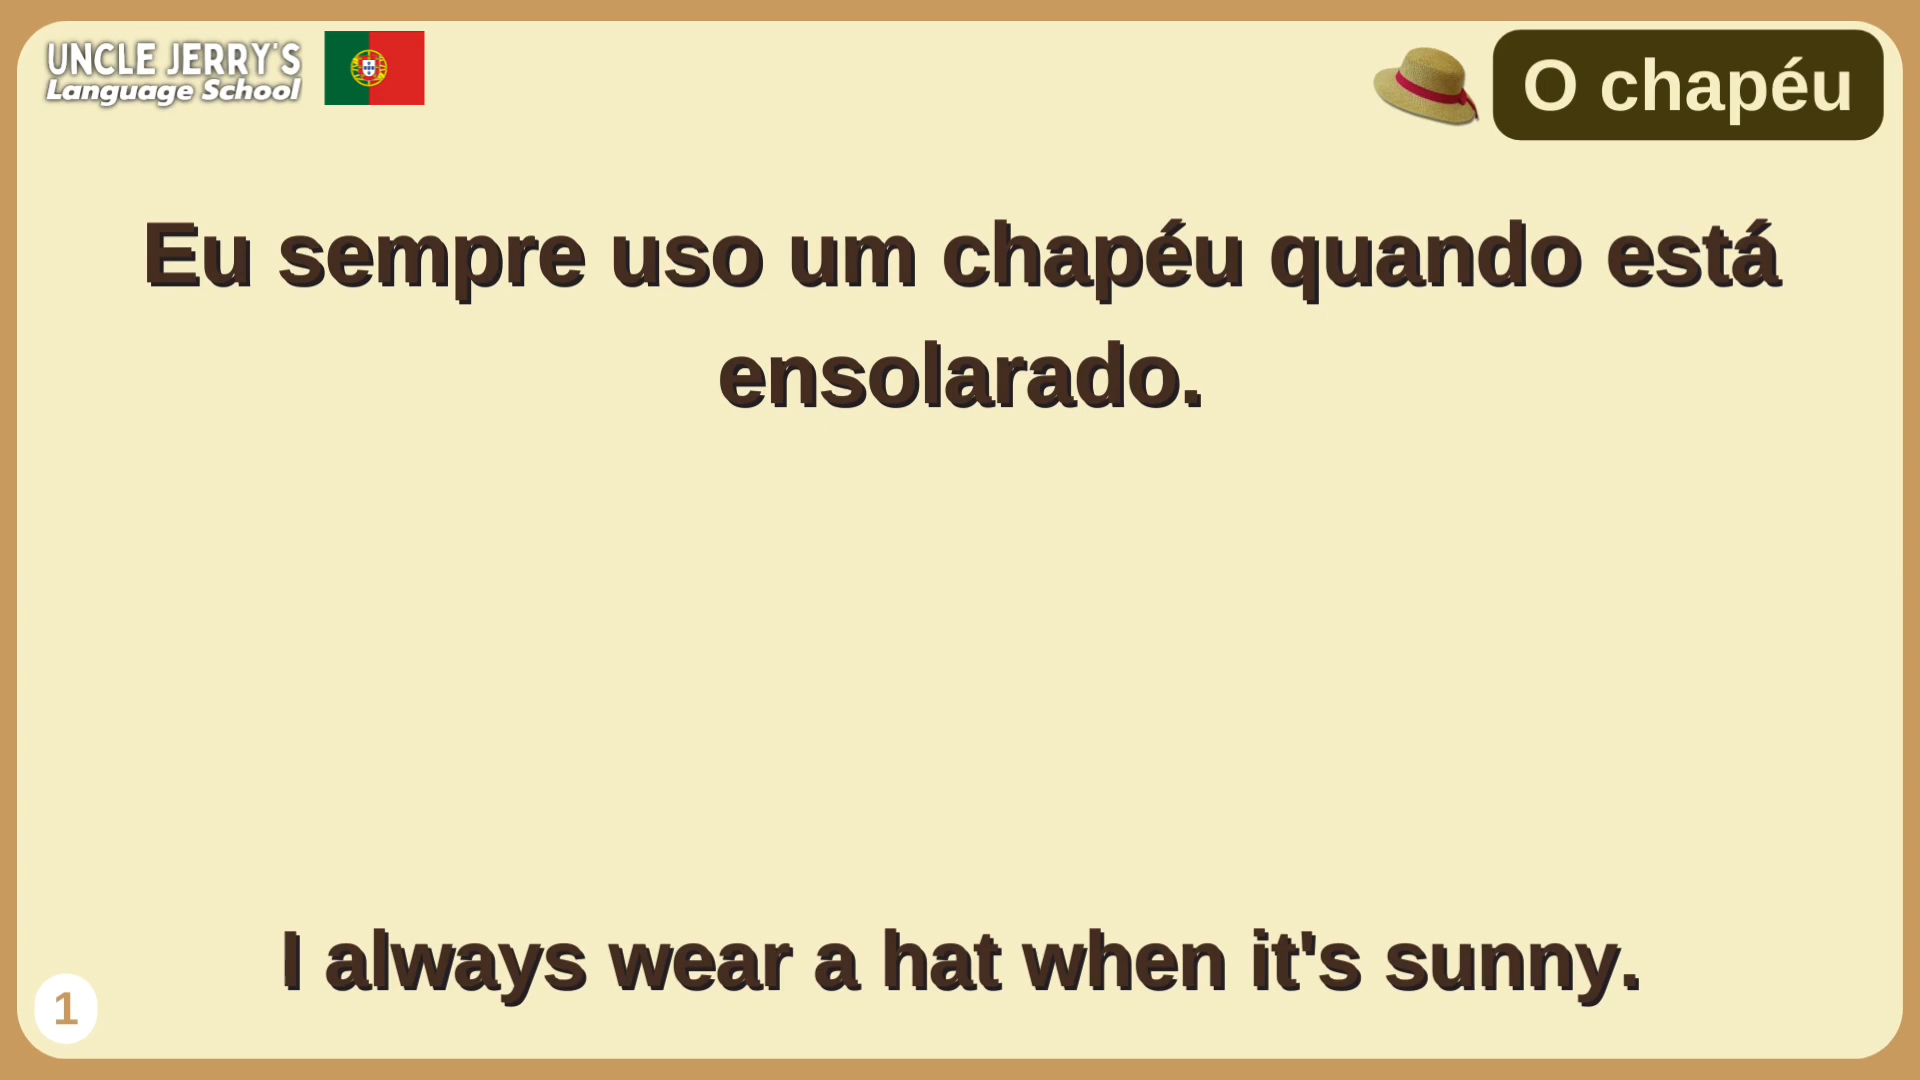 UNCLE JERRY'S
Language School
O chapéu
Eu sempre uso um chapéu quando está
ensolarado.
I always wear a hat when it's sunny.
1